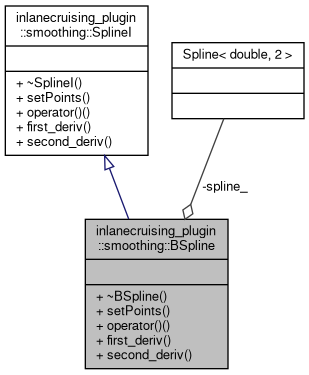 inlanecruising_plugin
::smoothing::SplineI
+ ~SplineI()
+ setPoints()
+ operator()()
+ first_deriv()
+ second_deriv()
Spline< double, 2 >
-spline_
inlanecruising_plugin
::smoothing::BSpline
+ ~BSpline()
+ setPoints()
+ operator()()
+ first_deriv()
+ second_deriv()